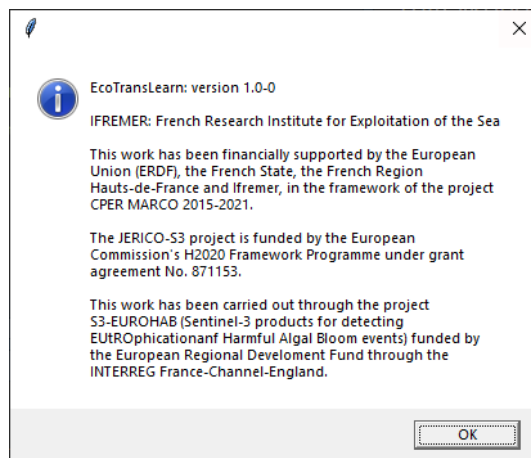 EcoTransLearn: version 1.0-0
IFREMER: French Research Institute for Exploitation of the Sea
This work has been financially supported by the European
Union (ERDF), the French State, the French Region
Hauts-de-France and Ifremer, in the framework of the project
CPER MARCO 2015-2021.
The JERICO-S3 project is funded by the European
Commission's H2020 Framework Programme under grant
agreement No. 871153.
This work has been carried out through the project
S3-EUROHAB (Sentinel-3 products for detecting
EUtROphicationanf Harmful Algal Bloom events) funded by
the European Regional Develoment Fund through the
INTERREG France-Channel-England.
OK